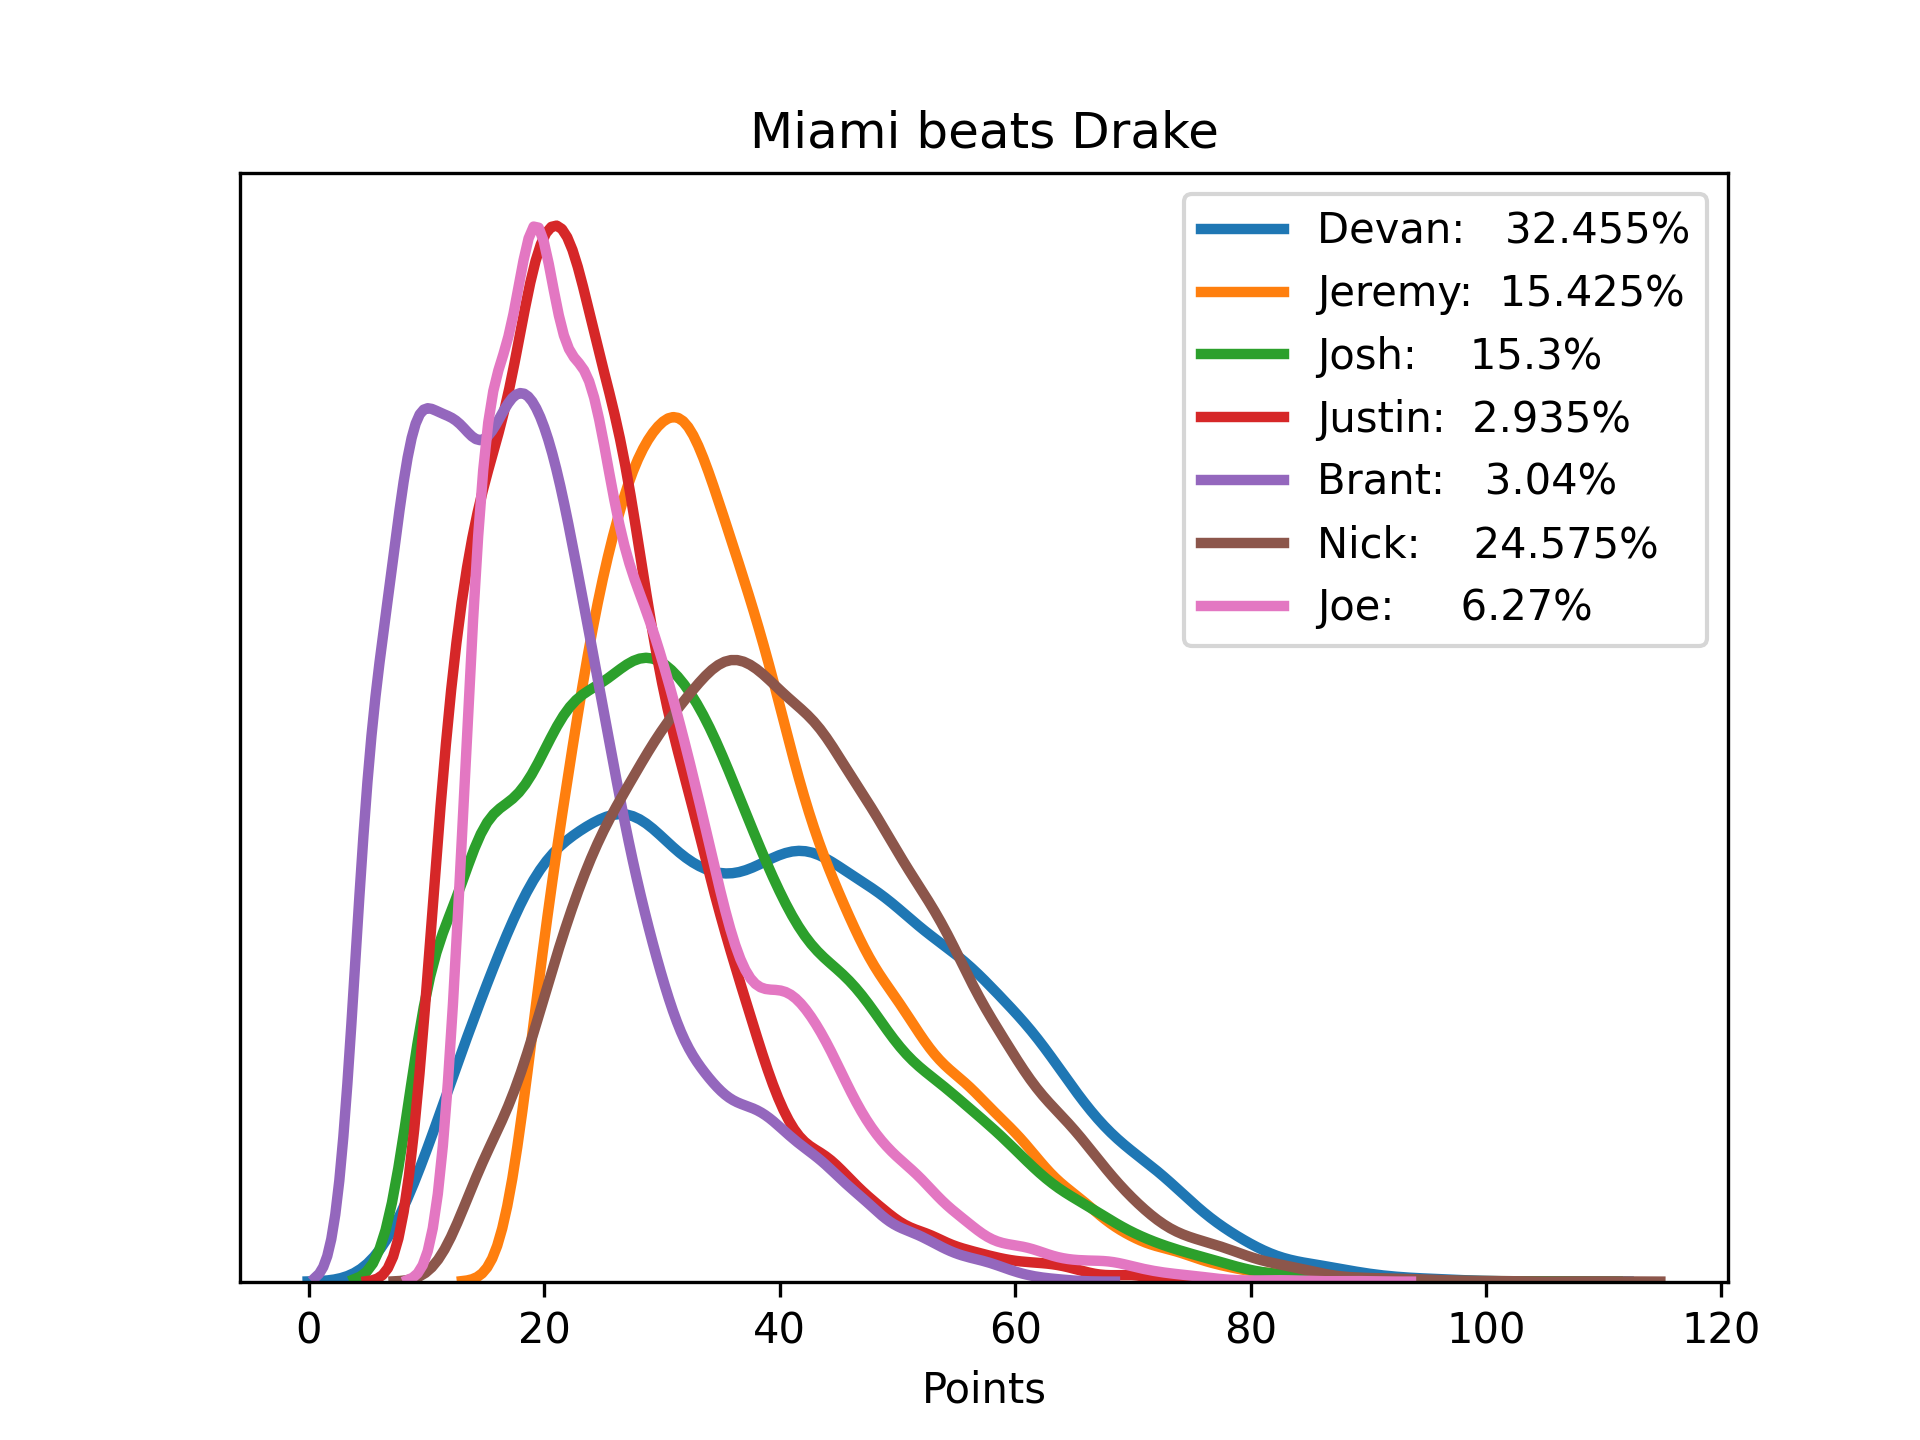 Miami beats Drake
Devan: 32.455%
Jeremy: 15.425%
Josh: 15.3%
Justin: 2.935%
Brant: 3.04%
Nick: 24.575%
Joe: 6.27%
0 20 40 60 80 100 120
Points